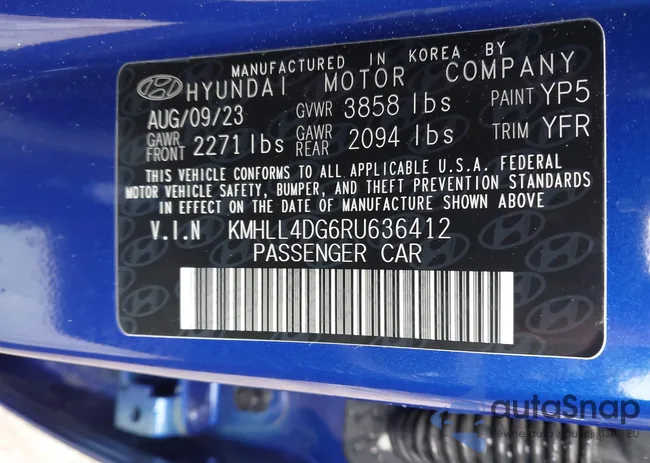 MANUFACTURED IN KOREA BY
HYUNDAI MOTOR COMPANY
AUG/09/23 GVWR 3858 lbs PAINT YP5
GAWR FRONT 2271 lbs GAWR REAR 2094 lbs TRIM YFR
THIS VEHICLE CONFORMS TO ALL APPLICABLE U.S.A. FEDERAL
MOTOR VEHICLE SAFETY, BUMPER, AND THEFT PREVENTION STANDARDS
IN EFFECT ON THE DATE OF MANUFACTURE SHOWN ABOVE
V.I.N KMHLL4DG6RU636412
PASSENGER CAR
autaSnap